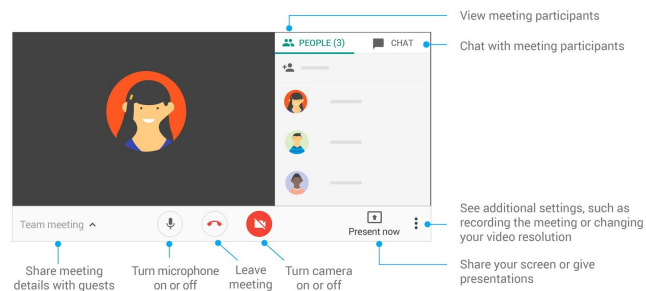 View meeting participants
PEOPLE (3)
CHAT
Chat with meeting participants
Team meeting
Present now
See additional settings, such as
recording the meeting or changing
your video resolution
Share meeting
details with guests
Turn microphone
on or off
Leave
meeting
Turn camera
on or off
Share your screen or give
presentations